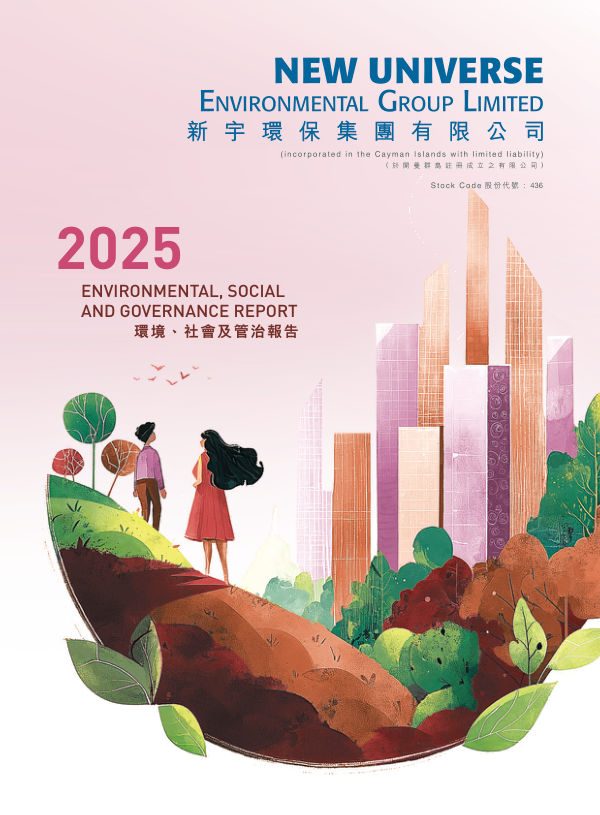 NEW UNIVERSE
ENVIRONMENTAL GROUP LIMITED
新宇環保集團有限公司
(incorporated in the Cayman Islands with limited liability)
(於開曼群島註冊成立之有限公司)
Stock Code 股份代號 : 436
2025
ENVIRONMENTAL, SOCIAL
AND GOVERNANCE REPORT
環境、社會及管治報告